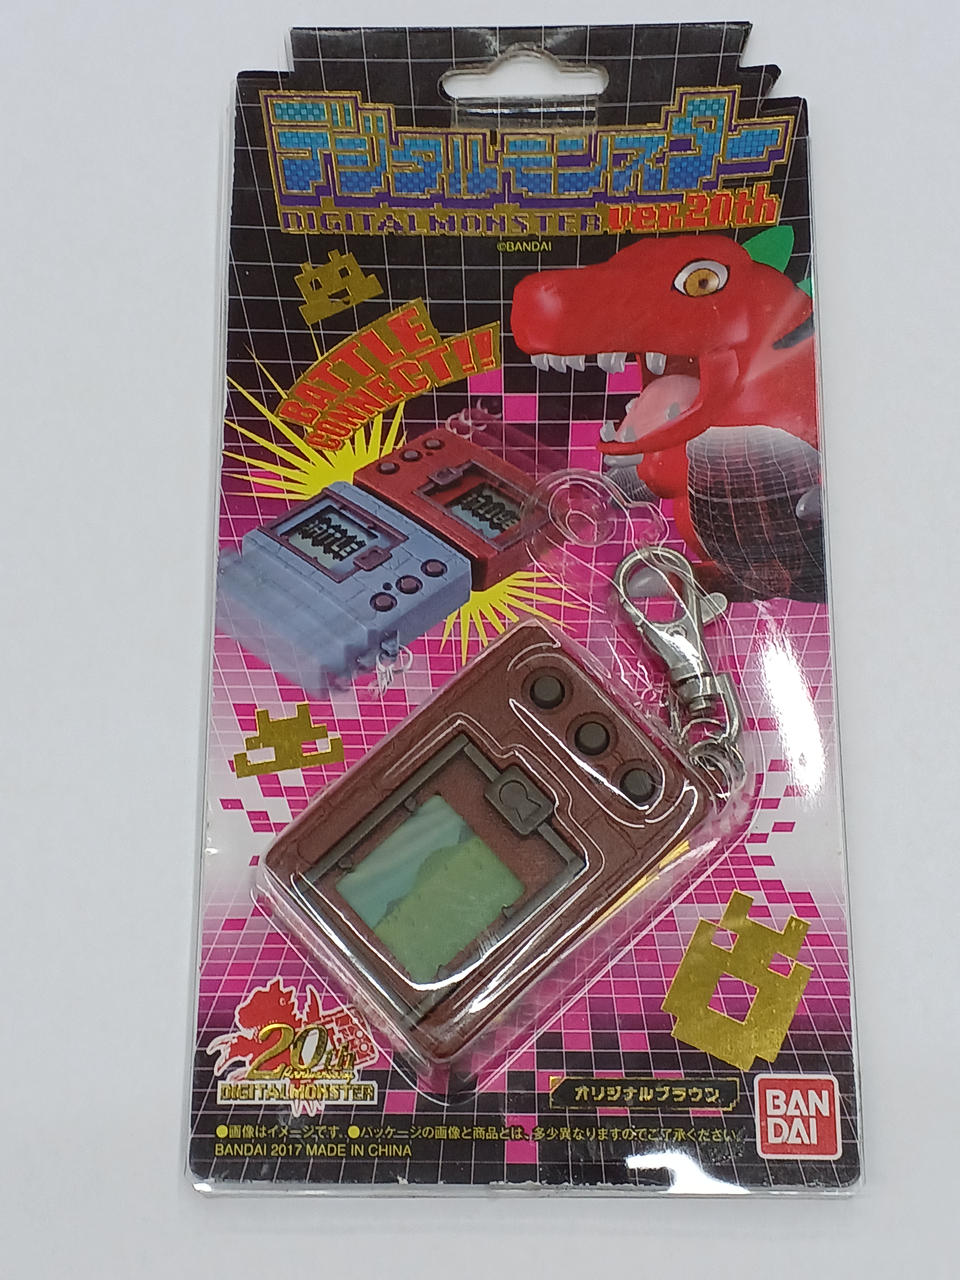 デジタルモンスター
DIGITALMONSTER ver.20th
©BANDAI
BATTLE
CONNECT!!
BATTLE
20th
Anniversary
DIGITALMONSTER
オリジナルブラウン
BAN
DAI
●画像はイメージです。●パッケージの画像と商品とは、多少異なりますのでご了承ください。
BANDAI 2017 MADE IN CHINA